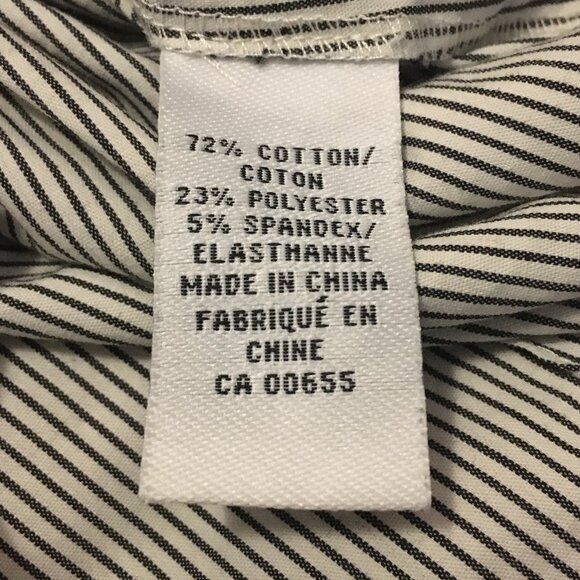 72% COTTON/
COTON
23% POLYESTER
5% SPANDEX/
ELASTHANNE
MADE IN CHINA
FABRIQUÉ EN
CHINE
CA 00655